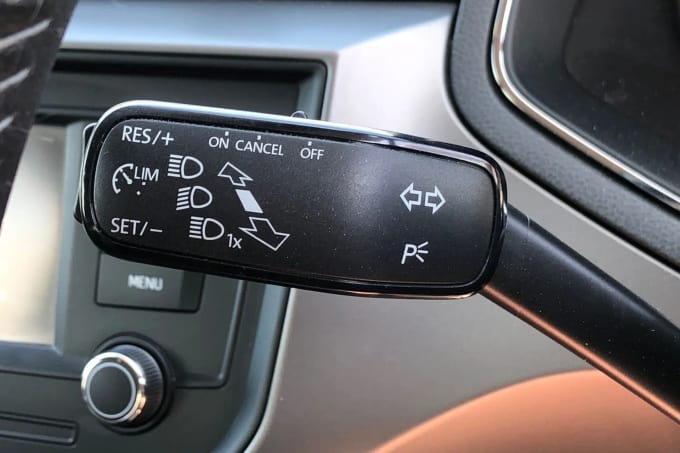 RES/+
ON CANCEL OFF
LIM
SET/-
1x
P
MENU